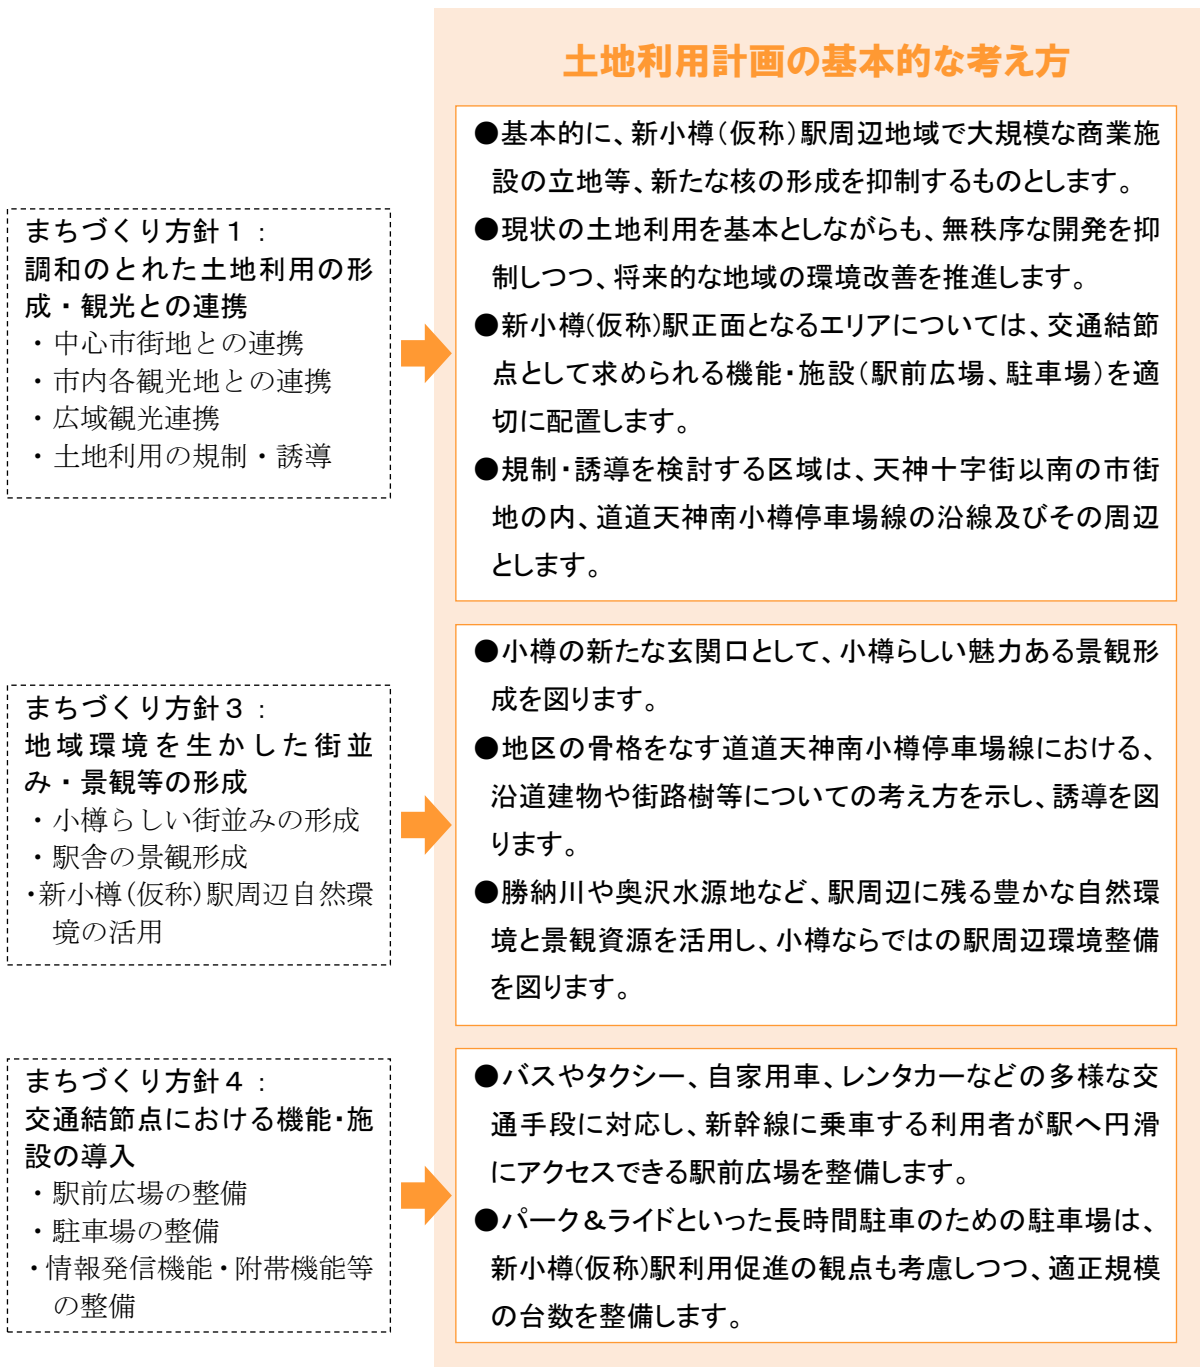 土地利用計画の基本的な考え方
まちづくり方針１：
調和のとれた土地利用の形
成・観光との連携
・中心市街地との連携
・市内各観光地との連携
・広域観光連携
・土地利用の規制・誘導
●基本的に、新小樽（仮称）駅周辺地域で大規模な商業施
設の立地等、新たな核の形成を抑制するものとします。
●現状の土地利用を基本としながらも、無秩序な開発を抑
制しつつ、将来的な地域の環境改善を推進します。
●新小樽(仮称)駅正面となるエリアについては、交通結節
点として求められる機能・施設（駅前広場、駐車場）を適
切に配置します。
●規制・誘導を検討する区域は、天神十字街以南の市街
地の内、道道天神南小樽停車場線の沿線及びその周辺
とします。
まちづくり方針３：
地域環境を生かした街並
み・景観等の形成
・小樽らしい街並みの形成
・駅舎の景観形成
・新小樽(仮称)駅周辺自然環
境の活用
●小樽の新たな玄関口として、小樽らしい魅力ある景観形
成を図ります。
●地区の骨格をなす道道天神南小樽停車場線における、
沿道建物や街路樹等についての考え方を示し、誘導を図
ります。
●勝納川や奥沢水源地など、駅周辺に残る豊かな自然環
境と景観資源を活用し、小樽ならではの駅周辺環境整備
を図ります。
まちづくり方針４：
交通結節点における機能・施
設の導入
・駅前広場の整備
・駐車場の整備
・情報発信機能・附帯機能等
の整備
●バスやタクシー、自家用車、レンタカーなどの多様な交
通手段に対応し、新幹線に乗車する利用者が駅へ円滑
にアクセスできる駅前広場を整備します。
●パーク＆ライドといった長時間駐車のための駐車場は、
新小樽(仮称)駅利用促進の観点も考慮しつつ、適正規模
の台数を整備します。